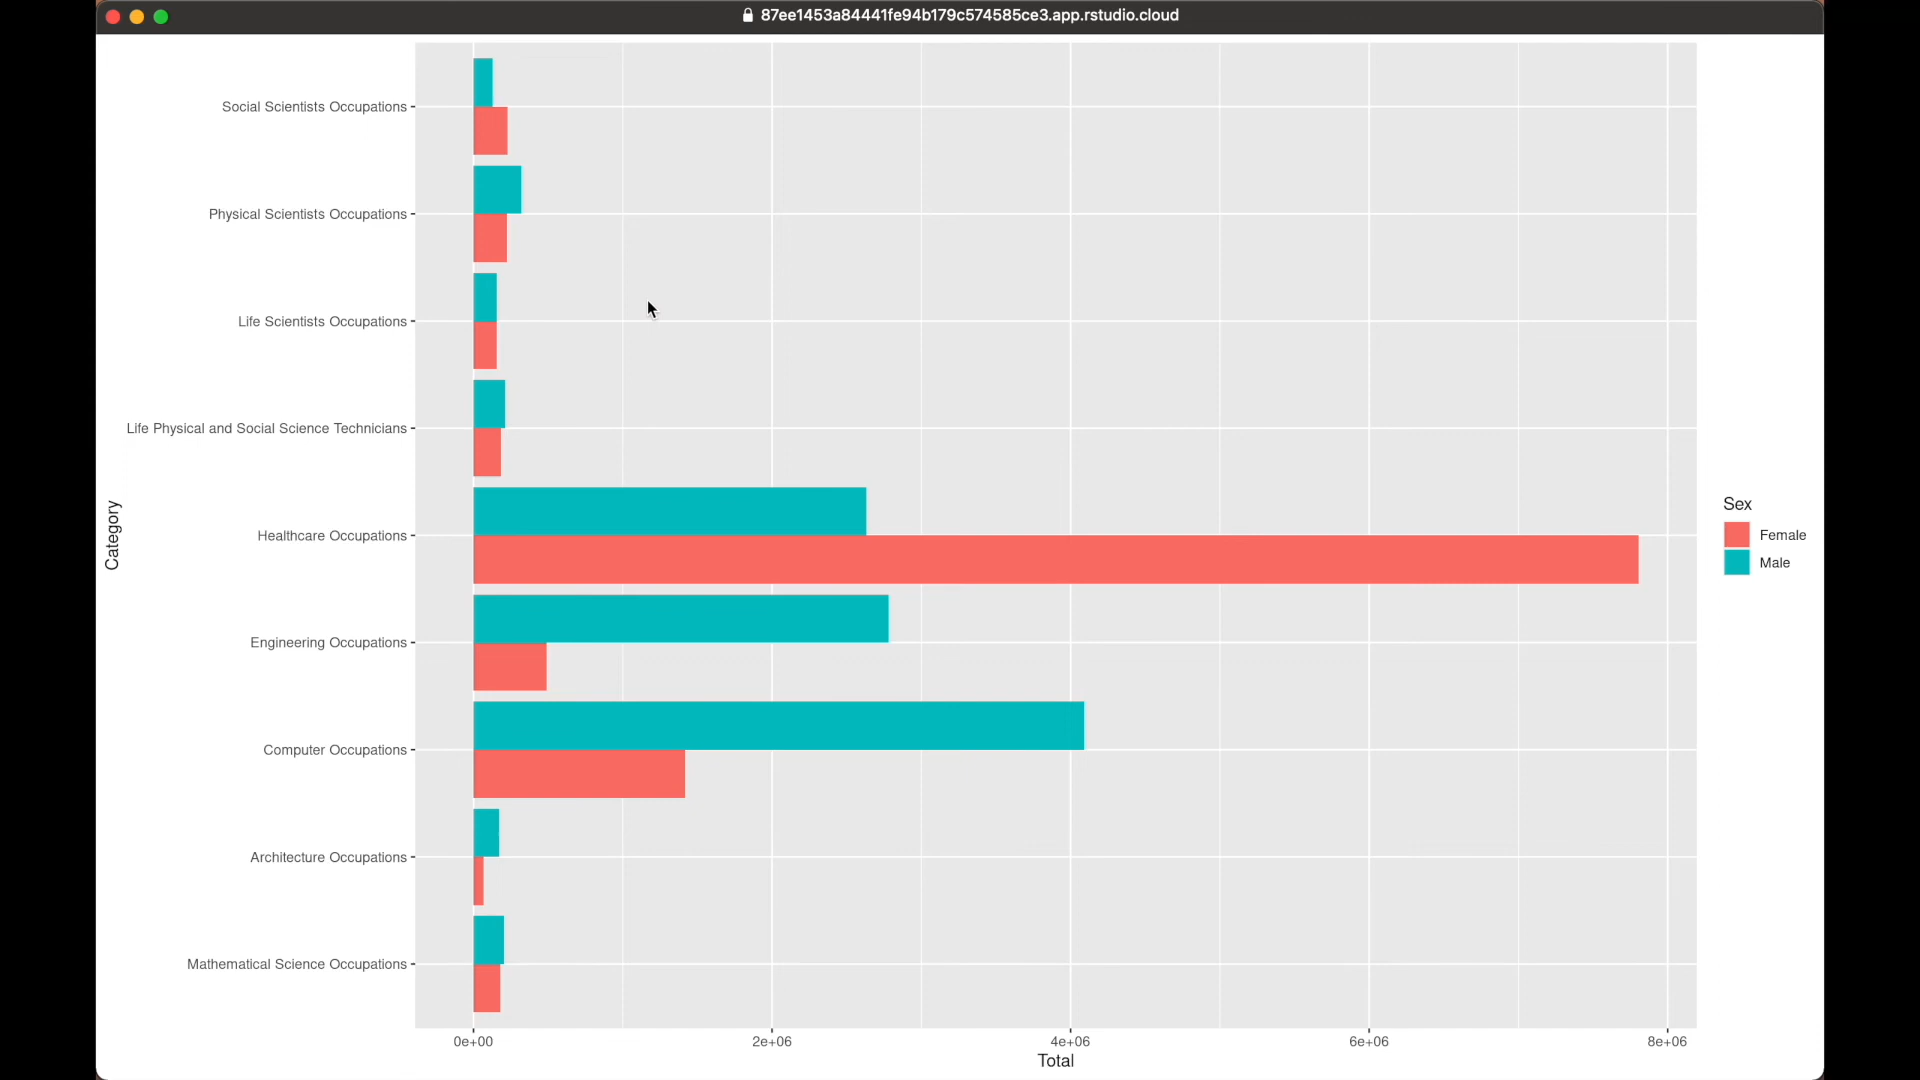 87ee1453a84441fe94b179c574585ce3.app.rstudio.cloud
Social Scientists Occupations
Physical Scientists Occupations
Life Scientists Occupations
Life Physical and Social Science Technicians
Healthcare Occupations
Engineering Occupations
Computer Occupations
Architecture Occupations
Mathematical Science Occupations
Category
0e+00 2e+06 4e+06 6e+06 8e+06
Total
Sex
Female
Male